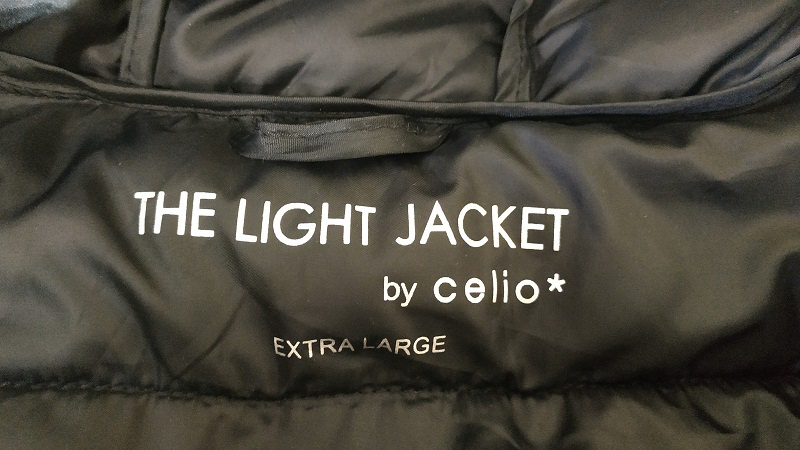 THE LIGHT JACKET
by celio*
EXTRA LARGE